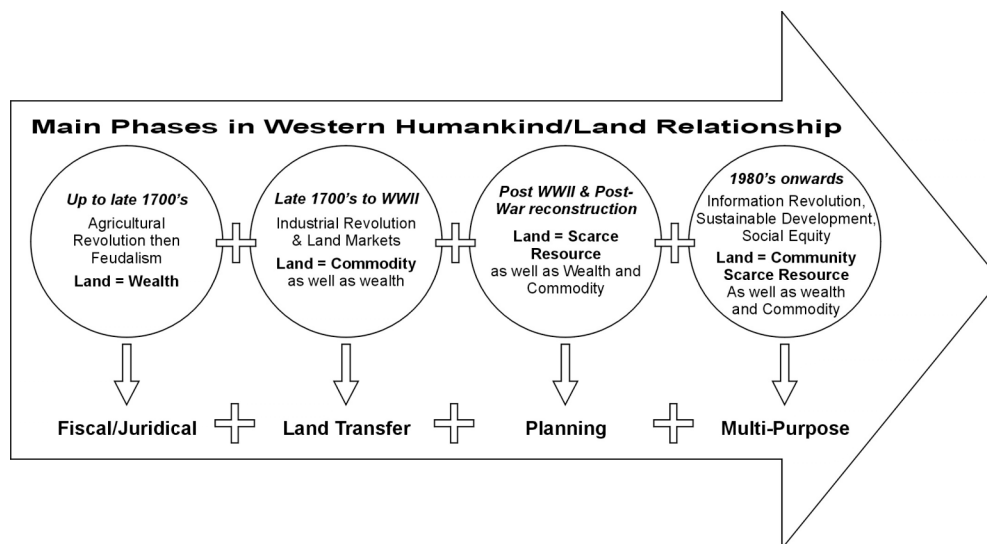 Main Phases in Western Humankind/Land Relationship
Up to late 1700's
Agricultural
Revolution then
Feudalism
Land = Wealth
Late 1700's to WWII
Industrial Revolution
& Land Markets
Land = Commodity
as well as wealth
Post WWII & Post-
War reconstruction
Land = Scarce
Resource
as well as Wealth and
Commodity
1980's onwards
Information Revolution,
Sustainable Development,
Social Equity
Land = Community
Scarce Resource
As well as wealth
and Commodity
Fiscal/Juridical
Land Transfer
Planning
Multi-Purpose